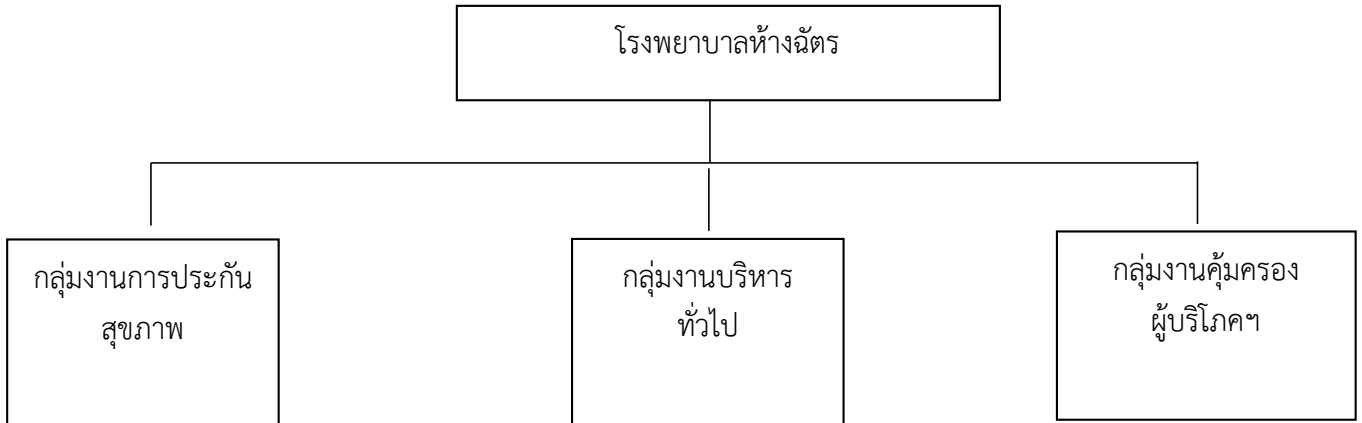 โรงพยาบาลห้างฉัตร
กลุ่มงานการประกัน
สุขภาพ
กลุ่มงานบริหาร
ทั่วไป
กลุ่มงานคุ้มครอง
ผู้บริโภคฯ